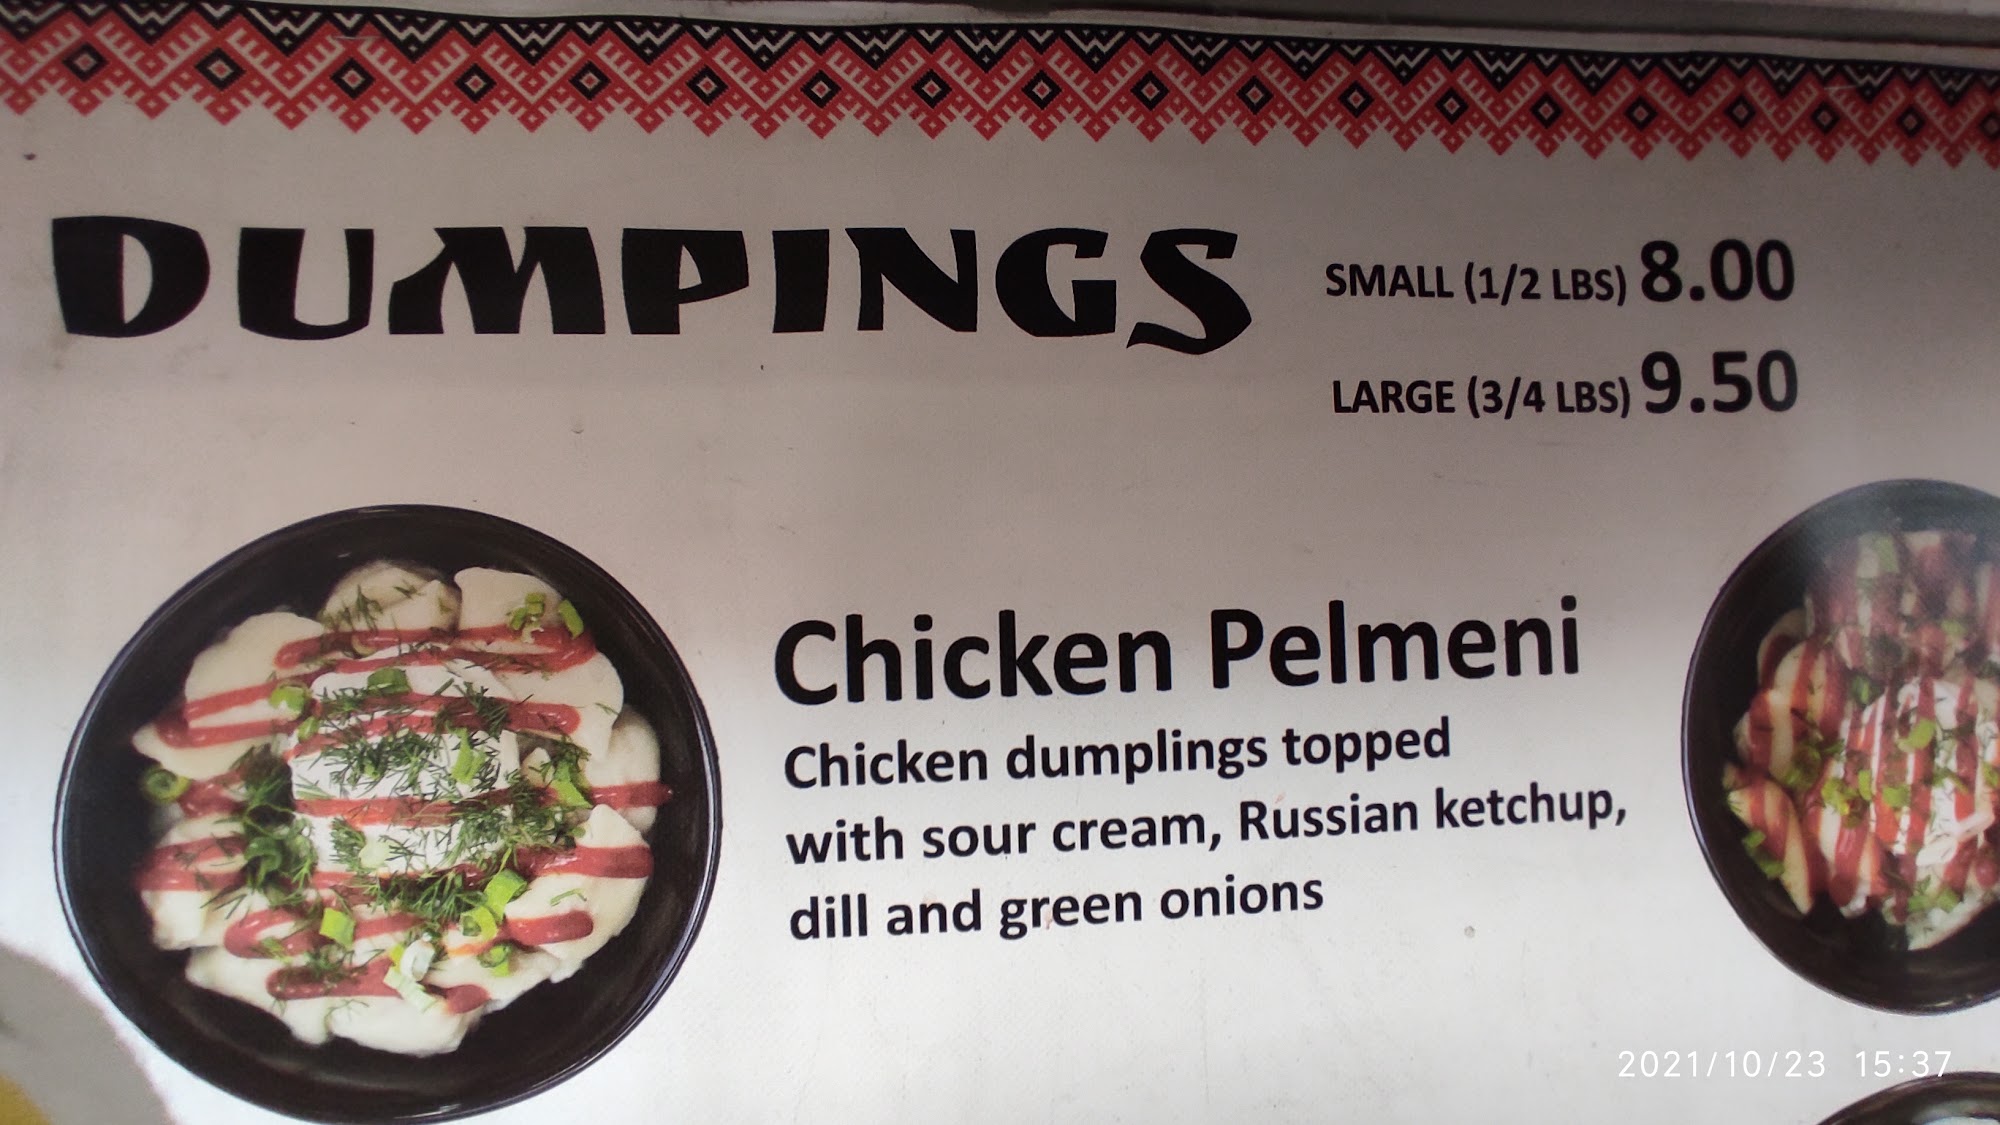 DUMPINGS
SMALL (1/2 LBS) 8.00
LARGE (3/4 LBS) 9.50
Chicken Pelmeni
Chicken dumplings topped
with sour cream, Russian ketchup,
dill and green onions
2021/10/23 15:37